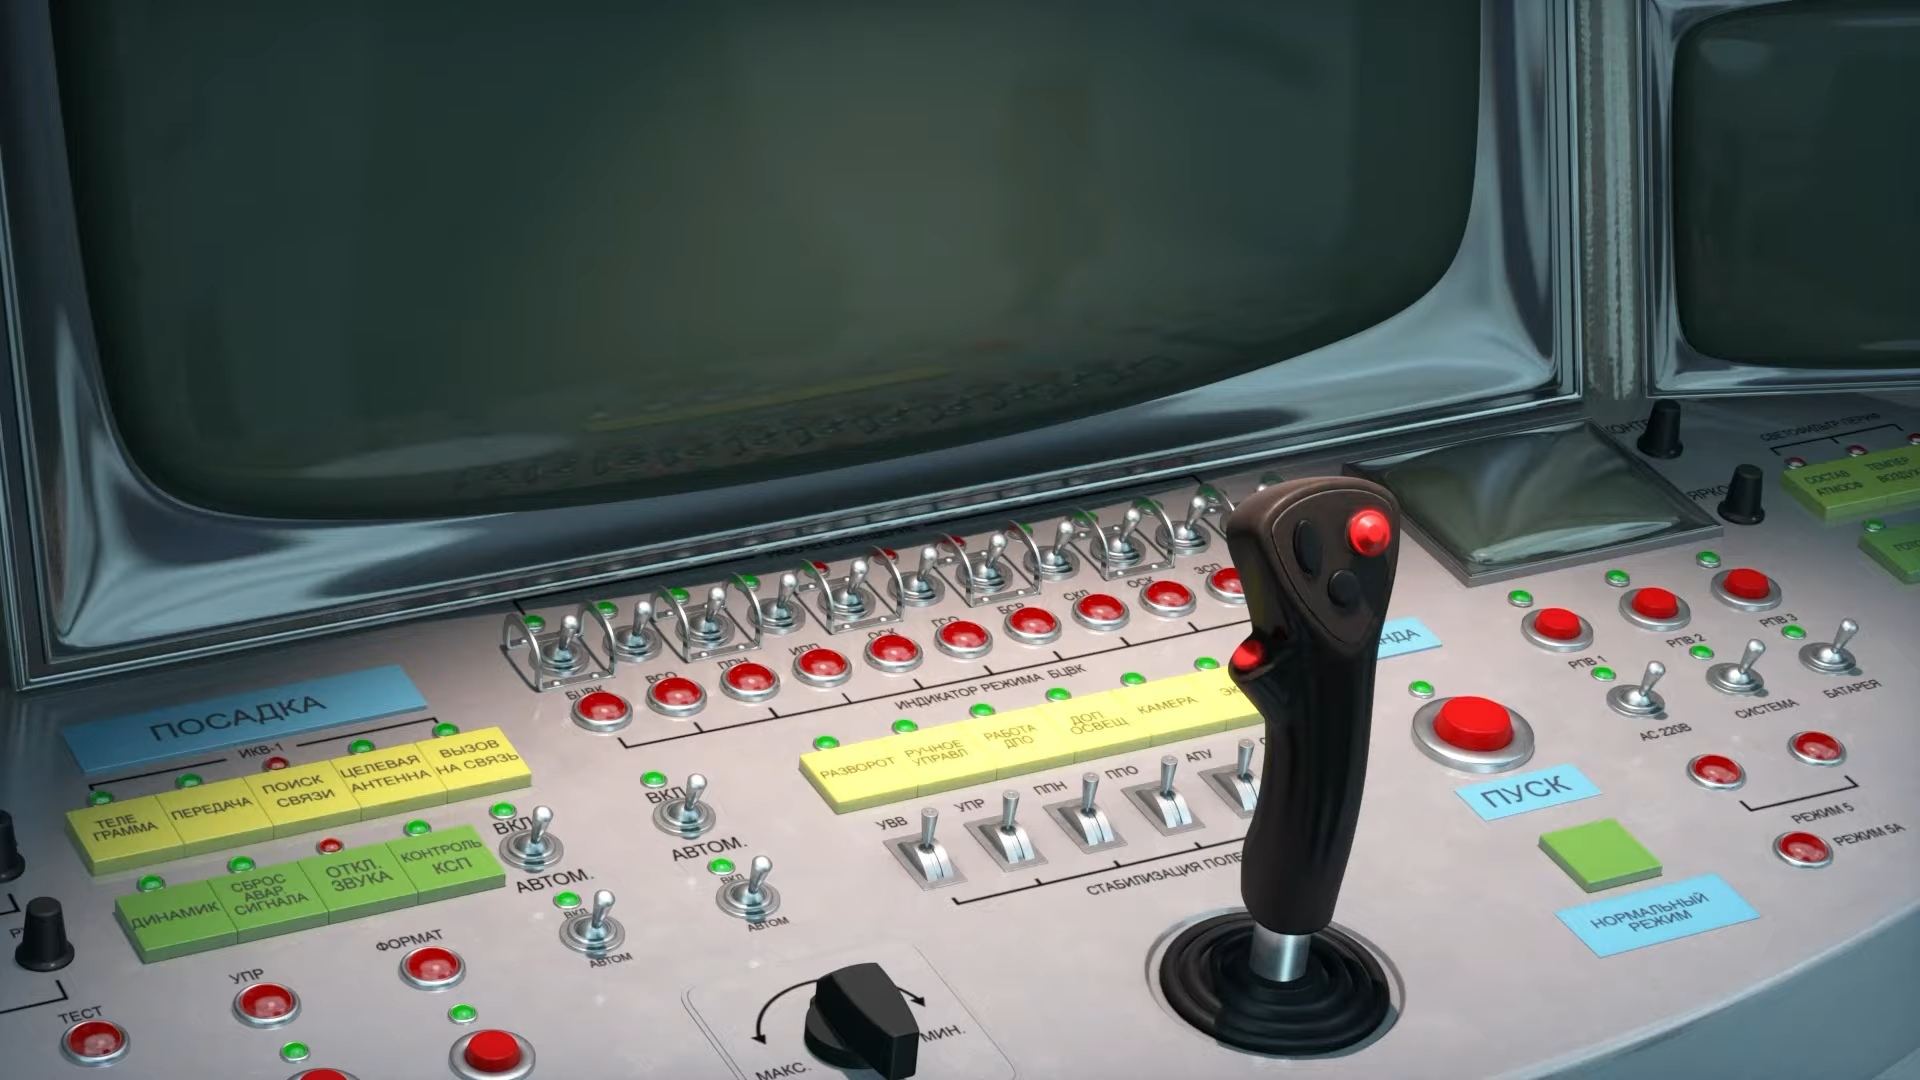 ПОСАДКА
ИКВ-1
ТЕЛЕ
ГРАММА
ПЕРЕДАЧА
ПОИСК
СВЯЗИ
ЦЕЛЕВАЯ
АНТЕННА
ВЫЗОВ
НА СВЯЗЬ
ДИНАМИК
СБРОС
АВАР.
СИГНАЛА
ОТКЛ.
ЗВУКА
КОНТРОЛЬ
КСП
ФОРМАТ
УПР
ТЕСТ
ВКЛ
АВТОМ.
ВКЛ
АВТОМ
ВКЛ
АВТОМ.
ВКЛ
АВТОМ
МАКС.
МИН.
БЦВК
ВСО
ППН
ИПП
ОСК
ГСО
БСР
СКЛ
ОСК
ЗСП
ИНДИКАТОР РЕЖИМА БЦВК
РАЗВОРОТ
РУЧНОЕ
УПРАВЛ
РАБОТА
ДПО
ДОП
ОСВЕЩ
КАМЕРА
УВВ
УПР
ППН
ППО
АПУ
СТАБИЛИЗАЦИЯ
ПУСК
НОРМАЛЬНЫЙ
РЕЖИМ
РПВ 1
РПВ 2
РПВ 3
АС 220В
СИСТЕМА
БАТАРЕЯ
РЕЖИМ 5
РЕЖИМ 5А
СВЕТОФИЛЬТР
СОСТАВ
АТМОСФ